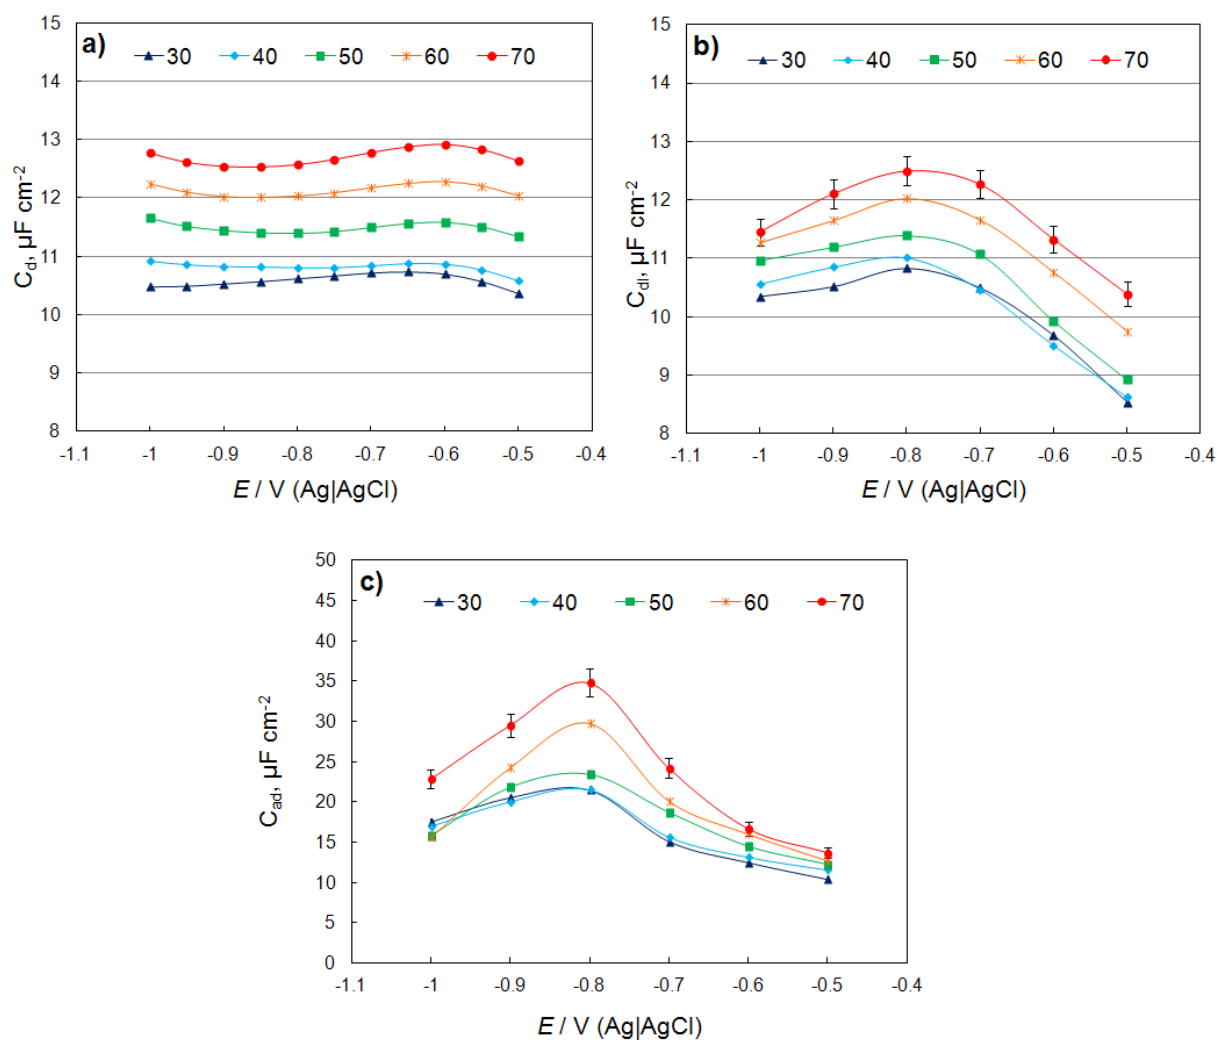 a)
30 40 50 60 70
15
14
13
12
11
10
9
8
C_d, µF cm⁻²
-1.1 -1 -0.9 -0.8 -0.7 -0.6 -0.5 -0.4
E / V (Ag|AgCl)
b)
30 40 50 60 70
15
14
13
12
11
10
9
8
C_dl, µF cm⁻²
-1.1 -1 -0.9 -0.8 -0.7 -0.6 -0.5 -0.4
E / V (Ag|AgCl)
c)
30 40 50 60 70
50
45
40
35
30
25
20
15
10
5
0
C_ad, µF cm⁻²
-1.1 -1 -0.9 -0.8 -0.7 -0.6 -0.5 -0.4
E / V (Ag|AgCl)